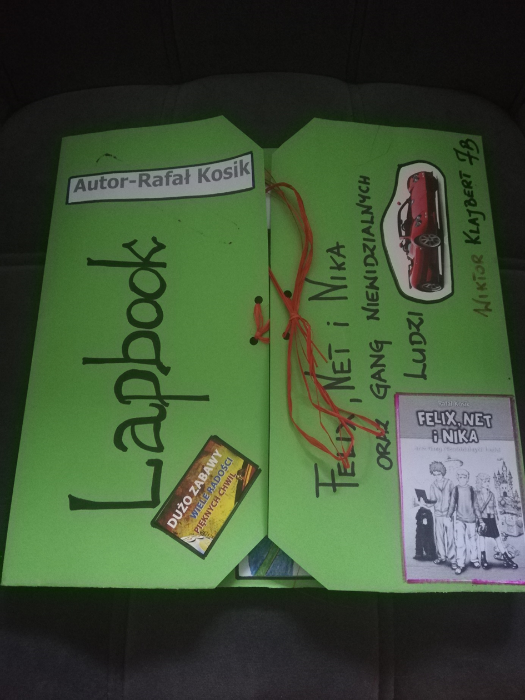 Autor-Rafał Kosik
Lapbook
DUŻO ZABAWY
WIELE RADOŚCI
PIĘKNYCH CHWIL
FELIX, NET i NIKA
ORAZ GANG NIEWIDZIALNYCH
LUDZI
WIKTOR KLAJBERT 7B
FELIX, NET
i NIKA